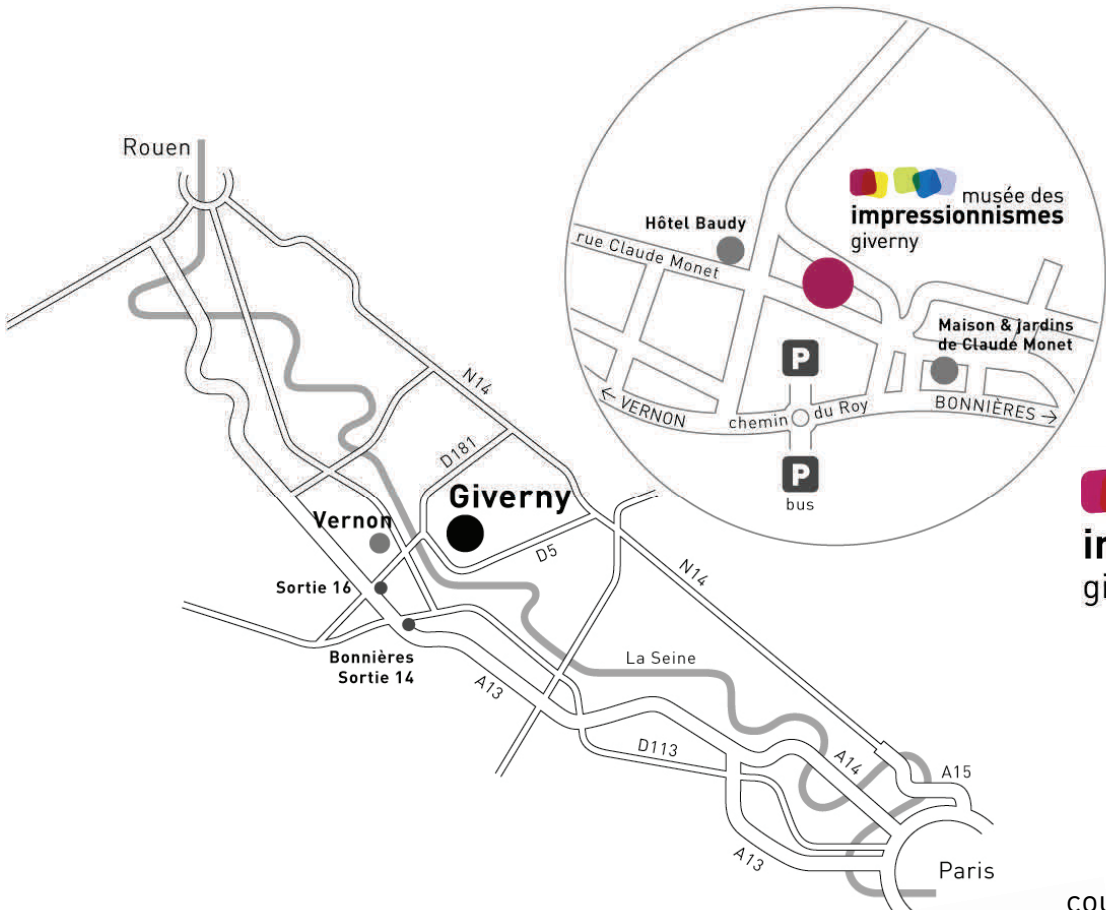 Rouen
musée des
impressionnismes
giverny
Hôtel Baudy
rue Claude Monet
Maison & jardins
de Claude Monet
P
← VERNON
chemin du Roy
BONNIÈRES →
P
bus
N14
D181
Giverny
Vernon
D5
Sortie 16
N14
Bonnières
Sortie 14
La Seine
A13
D113
A14
A15
A13
Paris
gi
cou